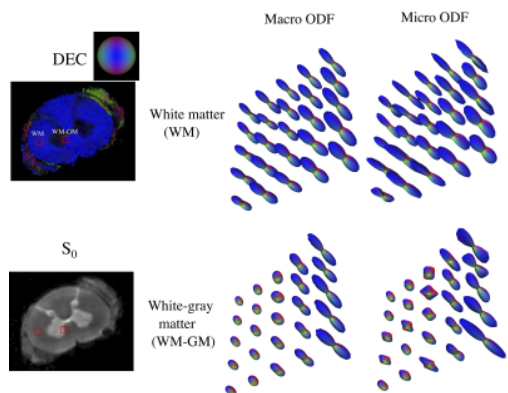 Macro ODF
Micro ODF
DEC
WM
WM-GM
White matter
(WM)
S₀
White-gray
matter
(WM-GM)